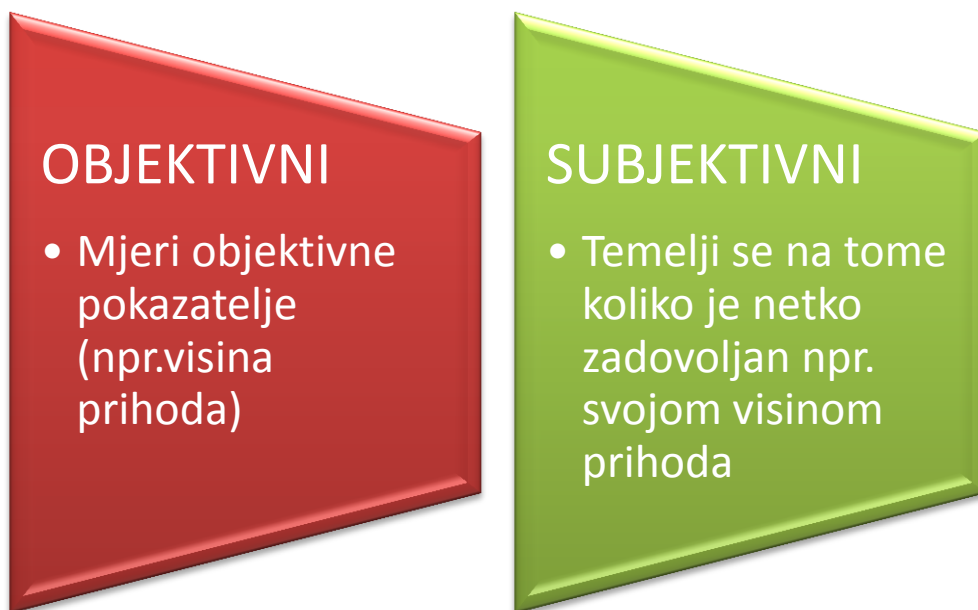 OBJEKTIVNI
• Mjeri objektivne
pokazatelje
(npr.visina
prihoda)
SUBJEKTIVNI
• Temelji se na tome
koliko je netko
zadovoljan npr.
svojom visinom
prihoda